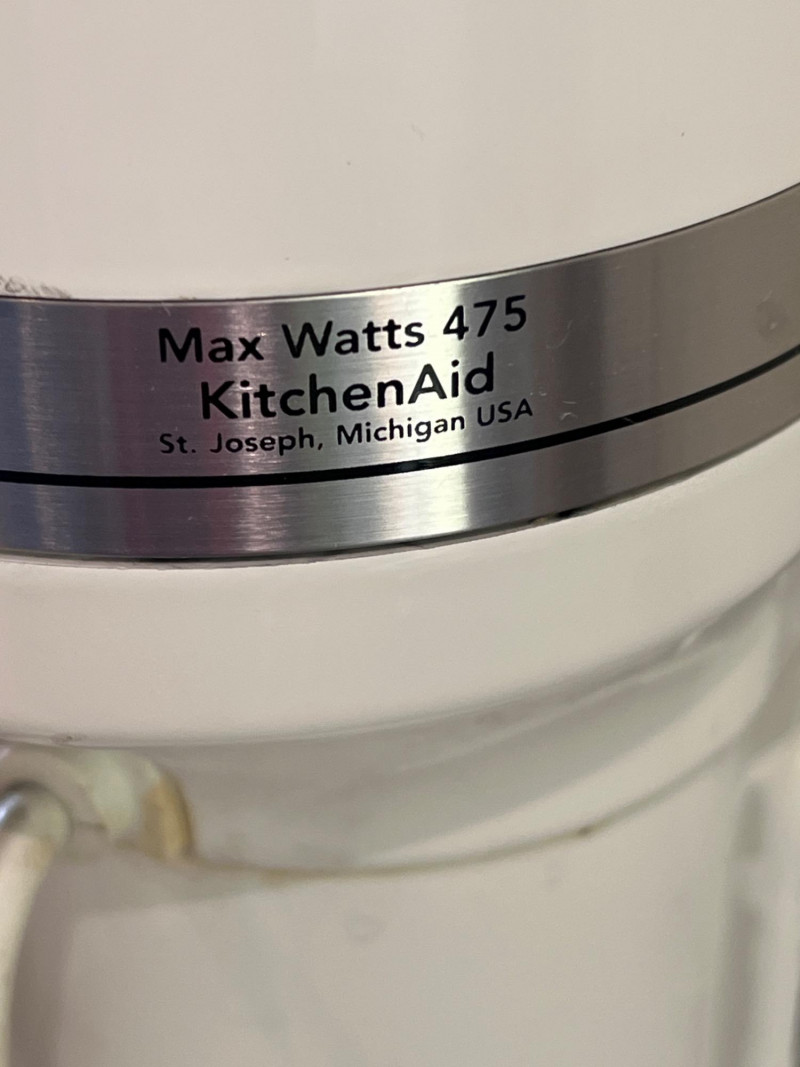 Max Watts 475
KitchenAid
St. Joseph, Michigan USA